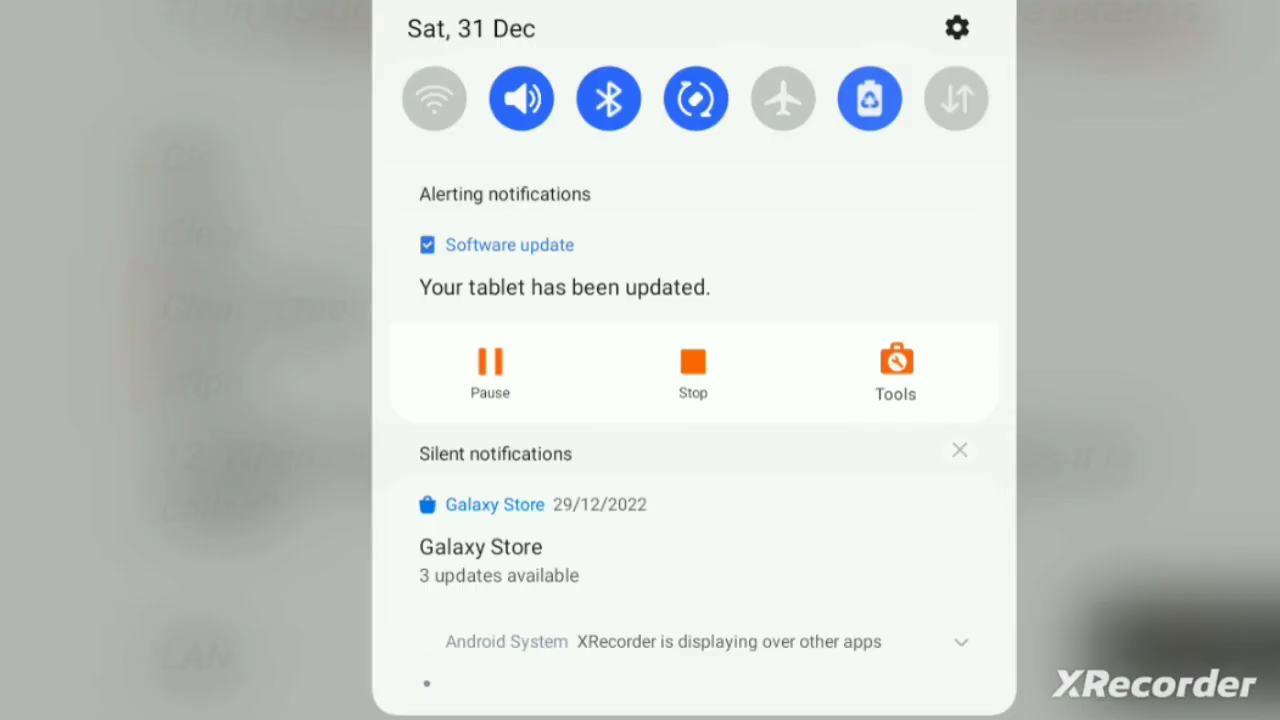 Sat, 31 Dec
Alerting notifications
Software update
Your tablet has been updated.
Pause
Stop
Tools
Silent notifications
Galaxy Store 29/12/2022
Galaxy Store
3 updates available
Android System XRecorder is displaying over other apps
LAN
XRecorder